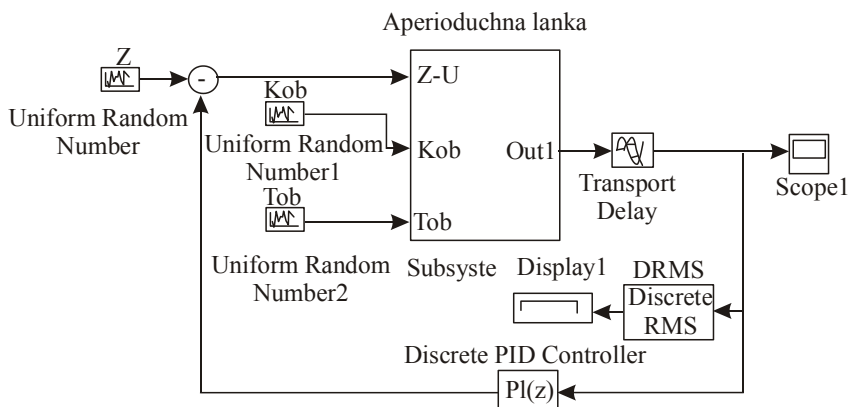 Aperioduchna lanka
Z
-
Z-U
Uniform Random
Number
Kob
Uniform Random
Number1
Kob
Out1
Transport
Delay
Scope1
Tob
Tob
Uniform Random
Number2
Subsyste
Display1
DRMS
Discrete
RMS
Discrete PID Controller
PI(z)